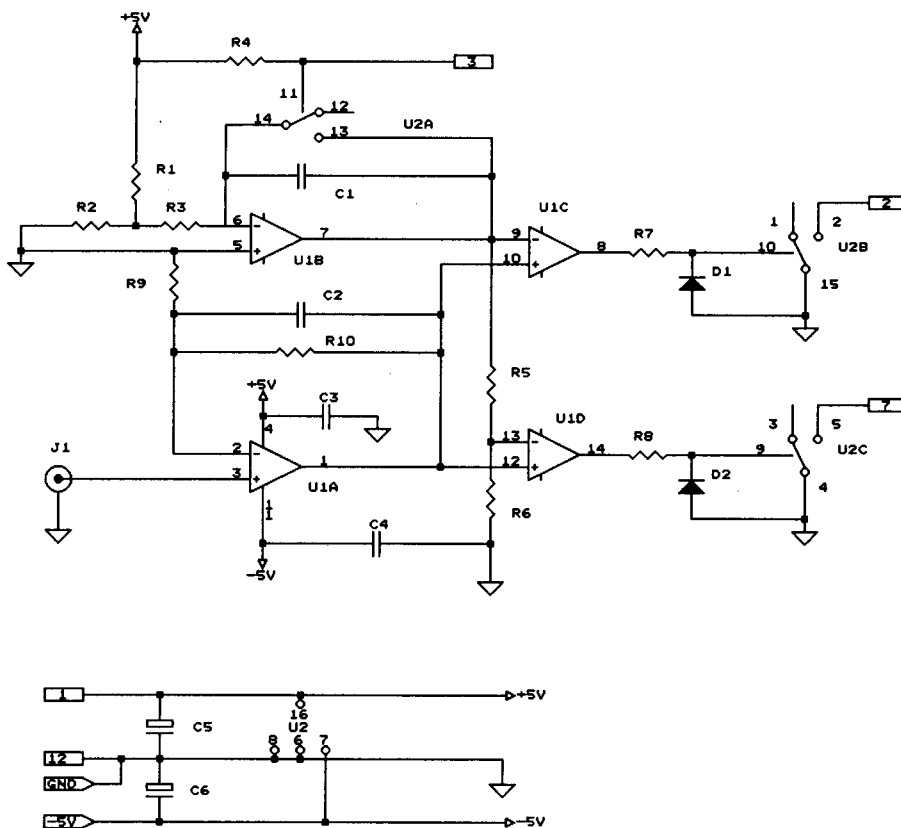 +5V
R4
3
11
14
12
13
U2A
R1
C1
R2
R3
6
5
7
U1B
U1C
9
10
8
R7
1
2
2
10
U2B
D1
15
R9
C2
R10
R5
+5V
C3
4
U1D
J1
2
3
1
U1A
13
12
14
R8
3
5
7
9
U2C
D2
4
11
R6
C4
-5V
1
+5V
16
C5
U2
8
6
7
12
GND
C6
-5V
-5V